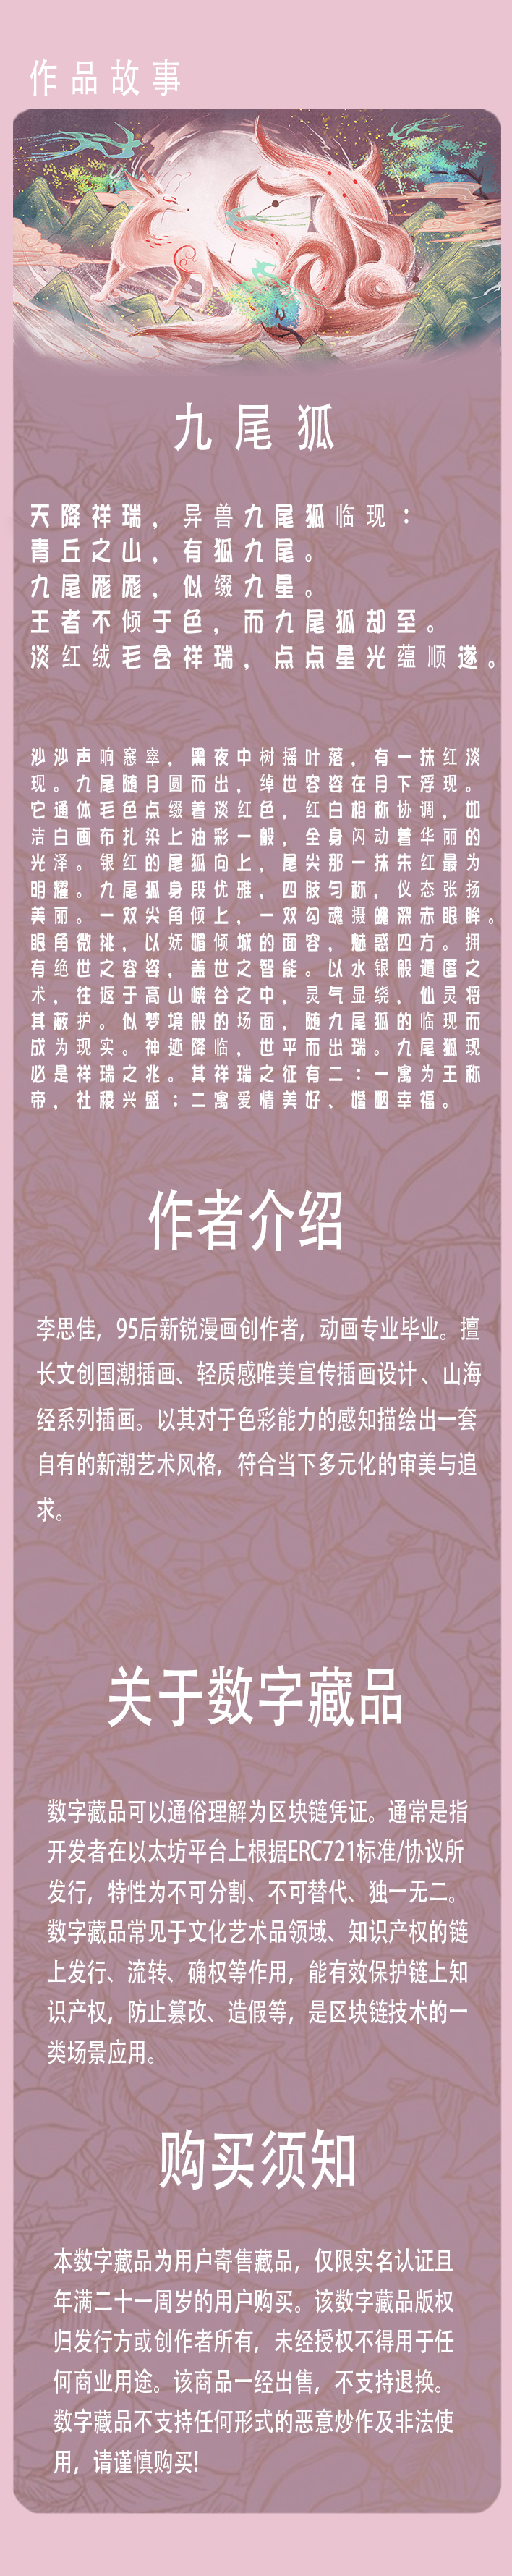 作品故事
九尾狐
天降祥瑞，异兽九尾狐临现：
青丘之山，有狐九尾。
九尾庞庞，似缀九星。
王者不倾于色，而九尾狐却至。
淡红绒毛含祥瑞，点点星光蕴顺遂。
沙沙声响窸窣，黑夜中树摇叶落，有一抹红淡
现。九尾随月圆而出，绰世容姿在月下浮现。
它通体毛色点缀着淡红色，红白相称协调，如
洁白画布扎染上油彩一般，全身闪动着华丽的
光泽。银红的尾狐向上，尾尖那一抹朱红最为
明耀。九尾狐身段优雅，四肢匀称，仪态张扬
美丽。一双尖角倾上，一双勾魂摄魄深赤眼眸。
眼角微挑，以妩媚倾城的面容，魅惑四方。拥
有绝世之容姿，盖世之智能。以水银般遁匿之
术，往返于高山峡谷之中，灵气显绕，仙灵将
其蔽护。似梦境般的场面，随九尾狐的临现而
成为现实。神迹降临，世平而出瑞。九尾狐现
必是祥瑞之兆。其祥瑞之征有二：一寓为王称
帝，社稷兴盛；二寓爱情美好、婚姻幸福。
作者介绍
李思佳，95后新锐漫画创作者，动画专业毕业。擅
长文创国潮插画、轻质感唯美宣传插画设计、山海
经系列插画。以其对于色彩能力的感知描绘出一套
自有的新潮艺术风格，符合当下多元化的审美与追
求。
关于数字藏品
数字藏品可以通俗理解为区块链凭证。通常是指
开发者在以太坊平台上根据ERC721标准/协议所
发行，特性为不可分割、不可替代、独一无二。
数字藏品常见于文化艺术品领域、知识产权的链
上发行、流转、确权等作用，能有效保护链上知
识产权，防止篡改、造假等，是区块链技术的一
类场景应用。
购买须知
本数字藏品为用户寄售藏品，仅限实名认证且
年满二十一周岁的用户购买。该数字藏品版权
归发行方或创作者所有，未经授权不得用于任
何商业用途。该商品一经出售，不支持退换。
数字藏品不支持任何形式的恶意炒作及非法使
用，请谨慎购买!